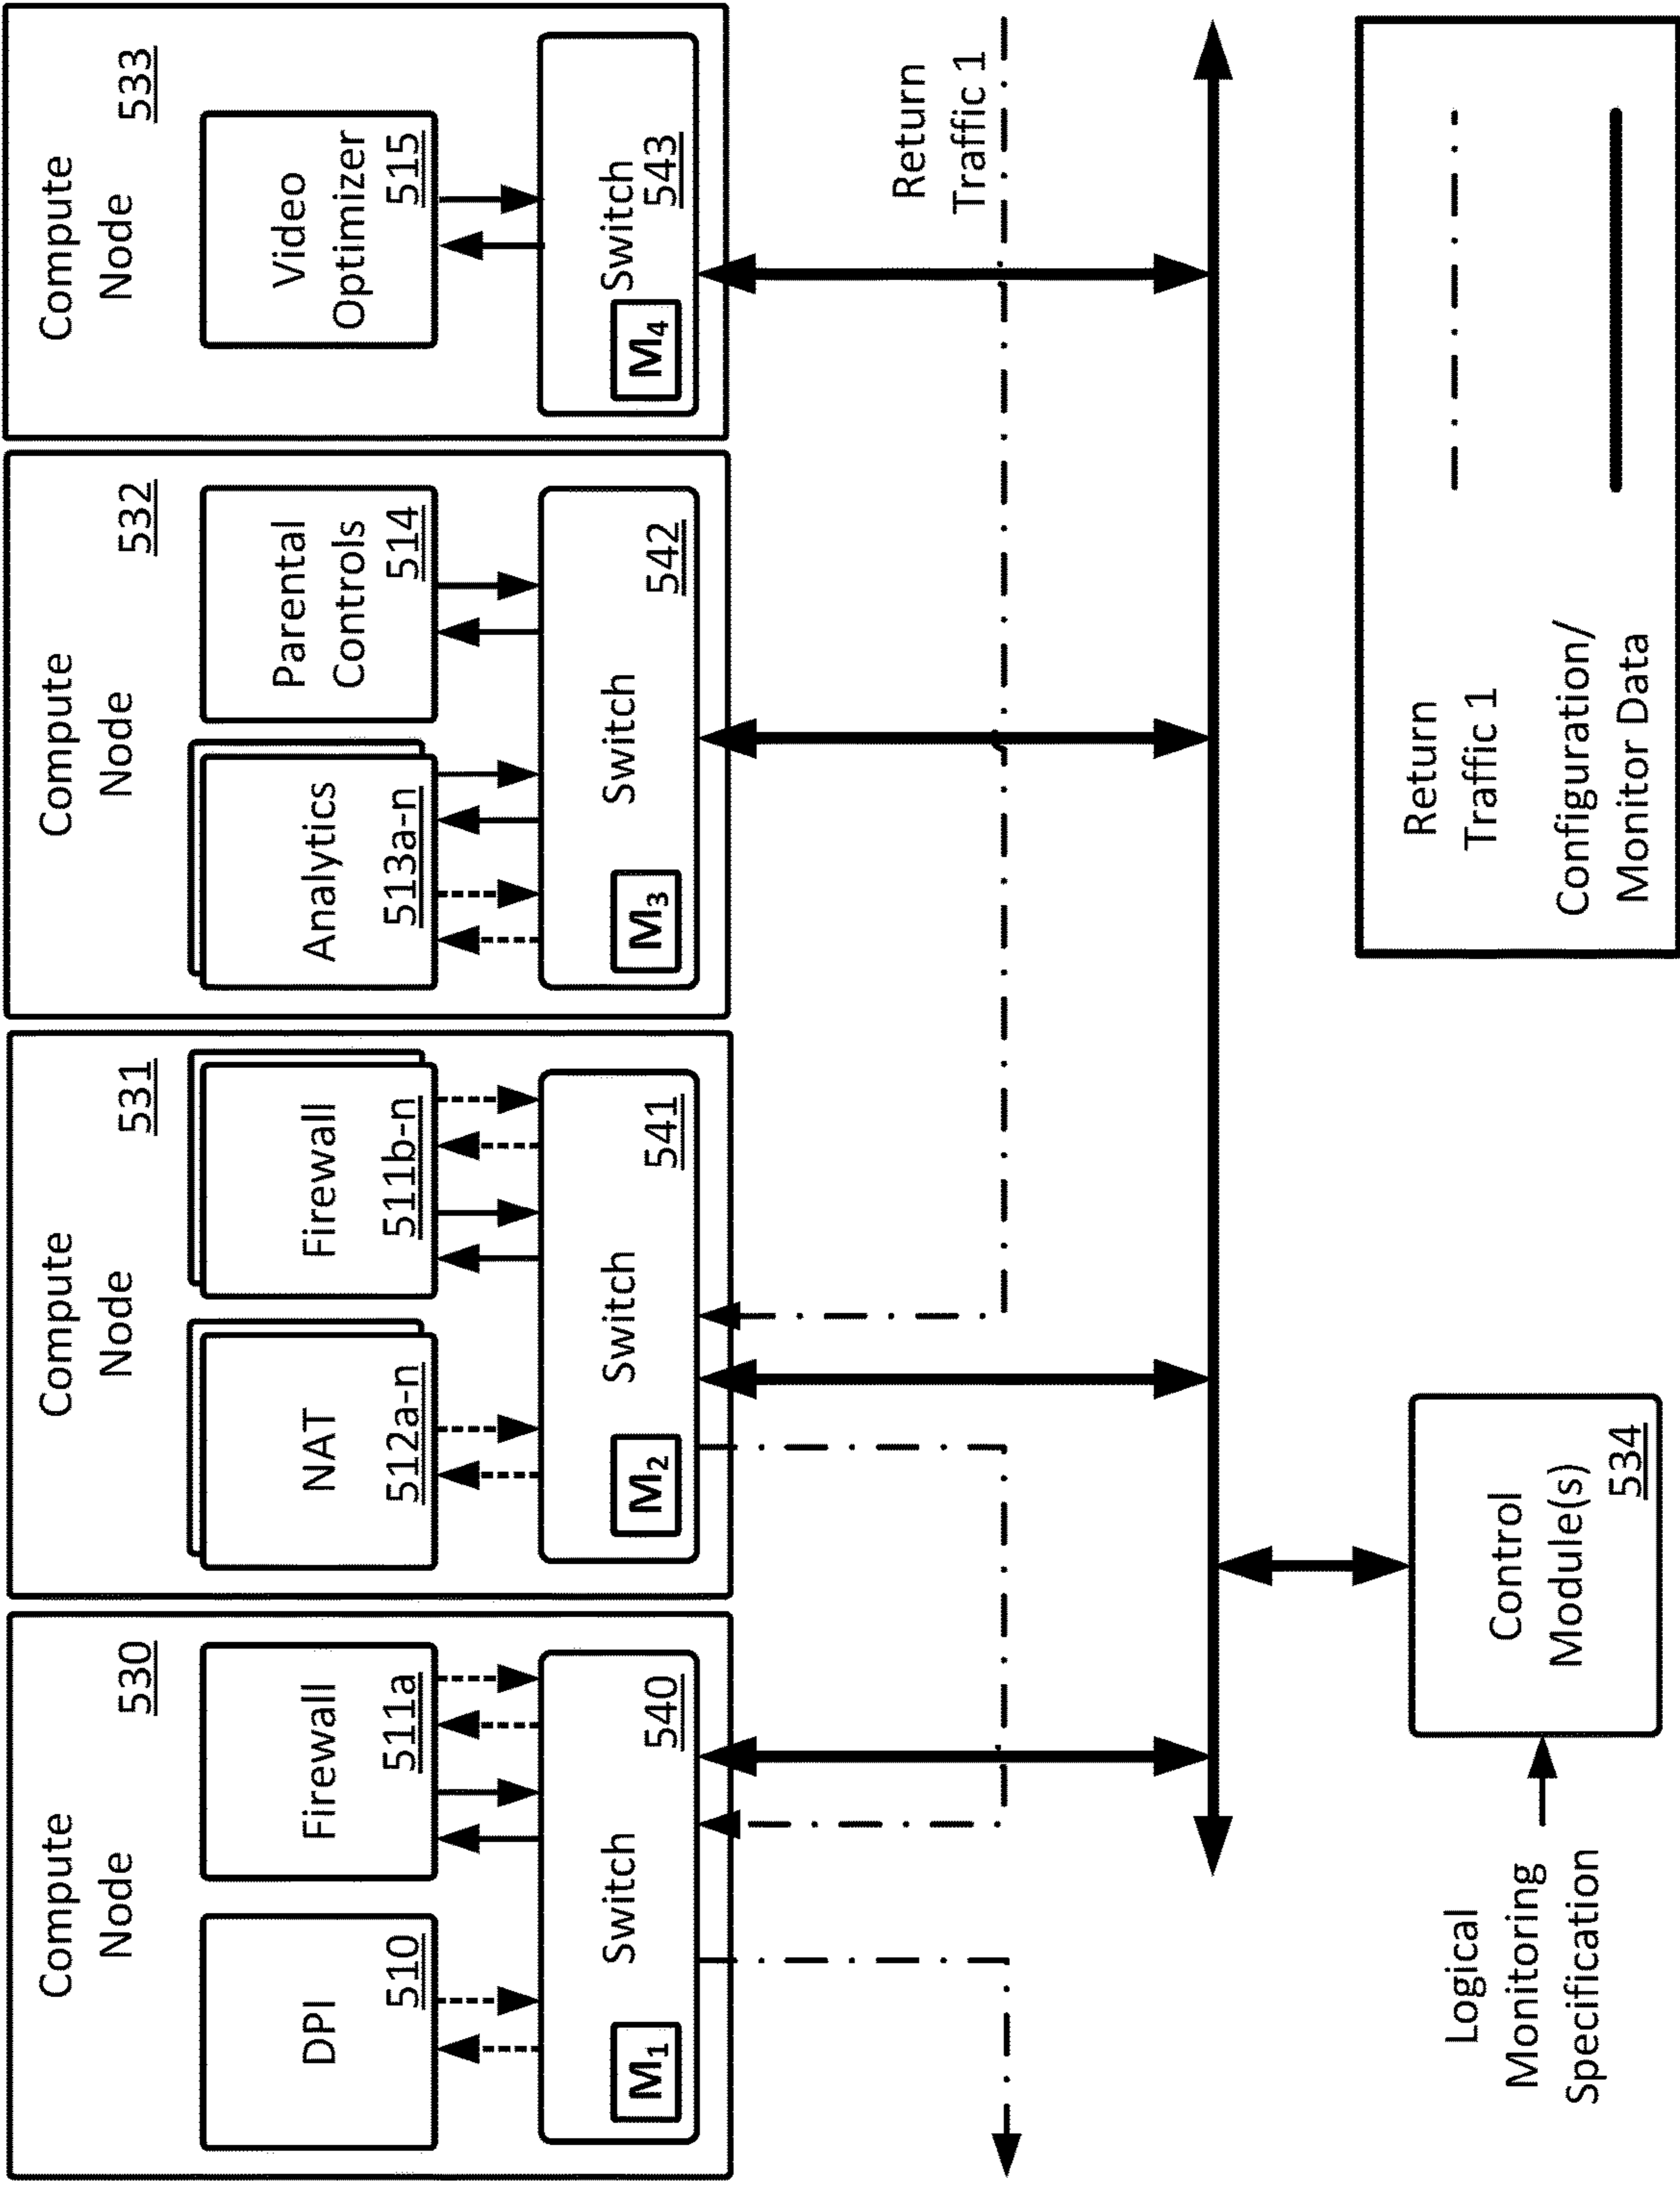 Compute
Node
530
DPI
510
Firewall
511a
Switch
540
M1
Compute
Node
531
NAT
512a-n
Firewall
511b-n
Switch
541
M2
Compute
Node
532
Analytics
513a-n
Parental
Controls
514
Switch
542
M3
Compute
Node
533
Video
Optimizer
515
Switch
543
M4
Return
Traffic 1
Logical
Monitoring
Specification
Control
Module(s)
534
Return
Traffic 1
Configuration/
Monitor Data